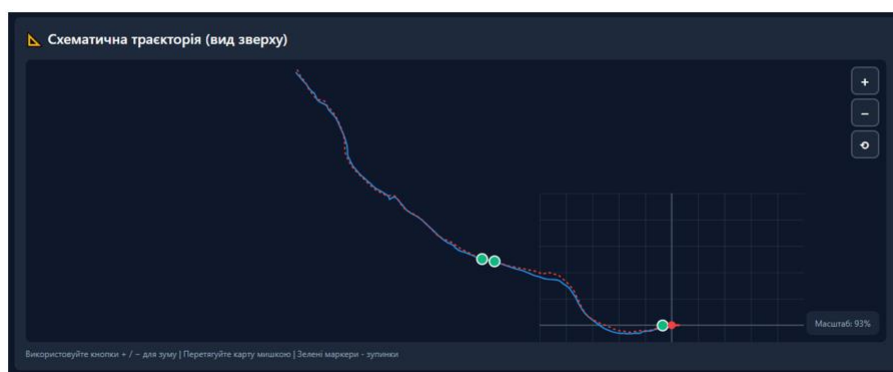 Схематична траєкторія (вид зверху)
+
−
Масштаб: 93%
Використовуйте кнопки + / − для зуму | Перетягуйте карту мишкою | Зелені маркери - зупинки